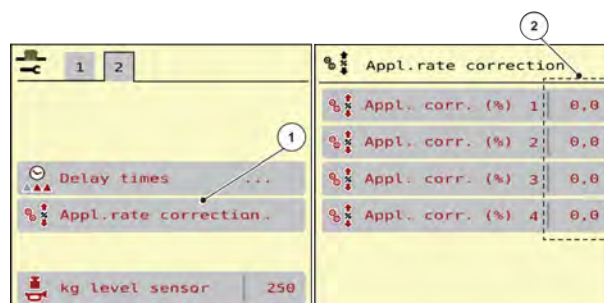 1
2
Delay times ...
Appl.rate correction.
kg level sensor 250
1
2
Appl.rate correction
Appl. corr. (%) 1 0,0
Appl. corr. (%) 2 0,0
Appl. corr. (%) 3 0,0
Appl. corr. (%) 4 0,0